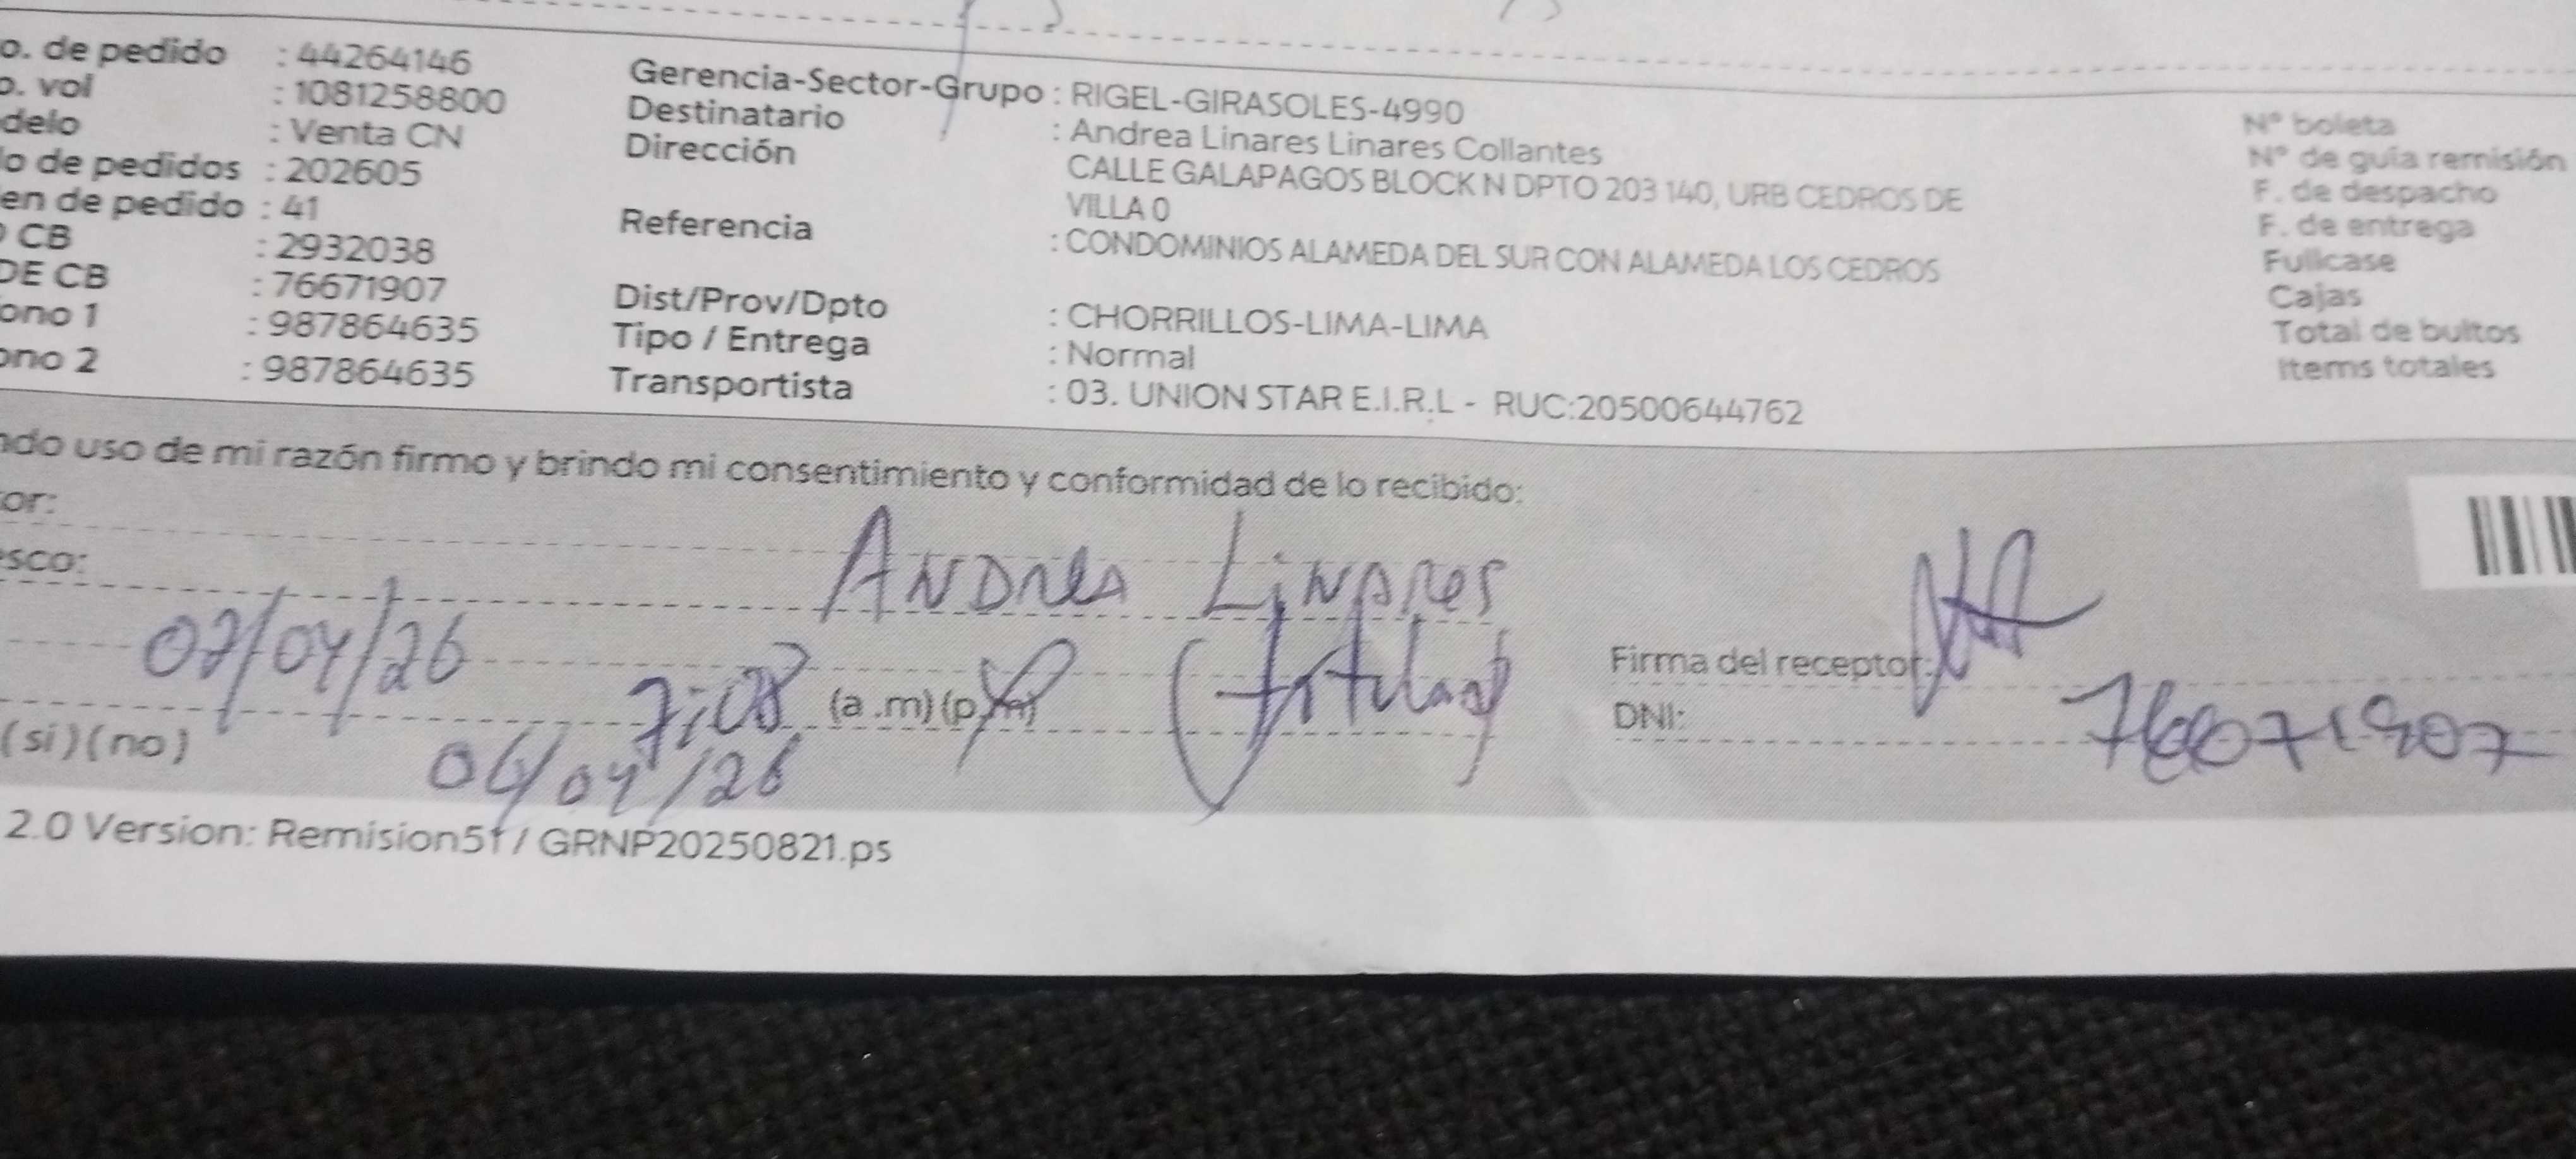 o. de pedido : 44264146
o. vol : 1081258800
delo : Venta CN
o de pedidos : 202605
en de pedido : 41
CB : 2932038
DE CB : 76671907
ono 1 : 987864635
ono 2 : 987864635
Gerencia-Sector-Grupo : RIGEL-GIRASOLES-4990
Destinatario : Andrea Linares Linares Collantes
Dirección CALLE GALAPAGOS BLOCK N DPTO 203 140, URB CEDROS DE
VILLA 0
Referencia : CONDOMINIOS ALAMEDA DEL SUR CON ALAMEDA LOS CEDROS
Dist/Prov/Dpto : CHORRILLOS-LIMA-LIMA
Tipo / Entrega : Normal
Transportista : 03. UNION STAR E.I.R.L - RUC:20500644762
N° boleta
N° de guía remisión
F. de despacho
F. de entrega
Fullcase
Cajas
Total de bultos
Items totales
ndo uso de mi razón firmo y brindo mi consentimiento y conformidad de lo recibido:
or:
ANDREA LINARES
esco:
07/04/26
7:08 (a .m) (p.m) (titular)
Firma del receptor:
DNI: 76671907
(si) (no)
06/04/26
2.0 Version: Remision5f / GRNP20250821.ps